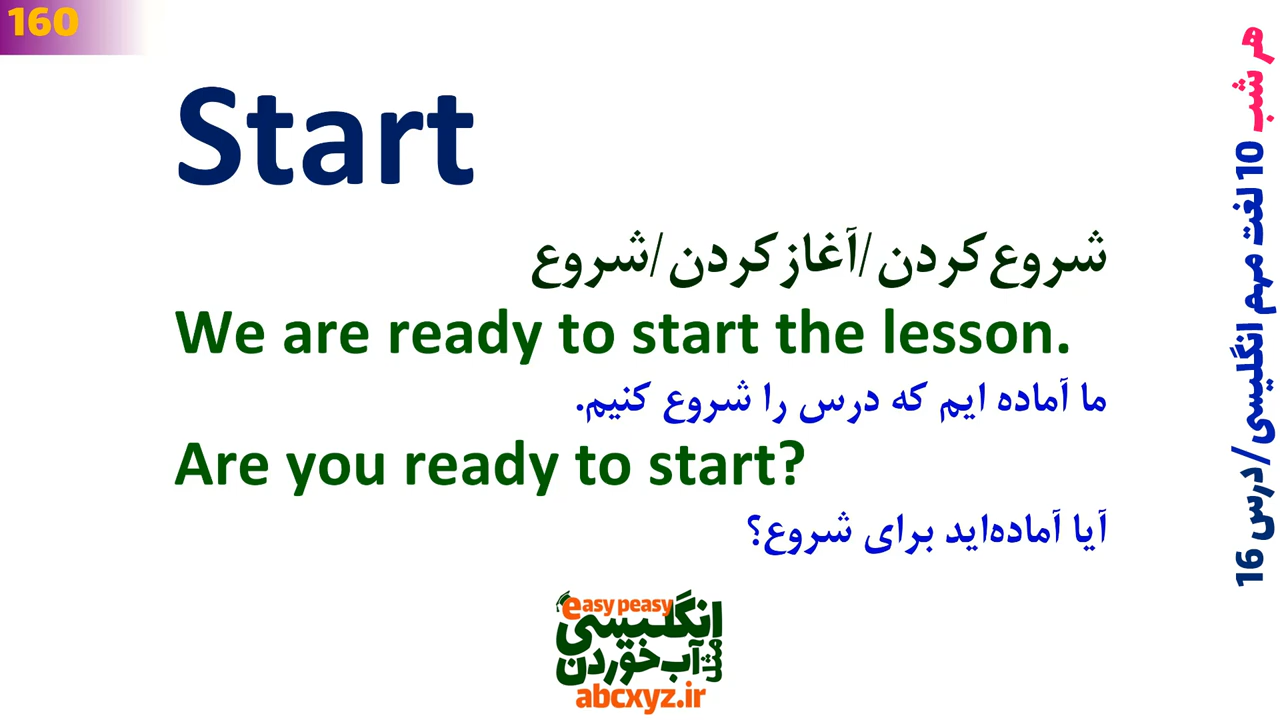 160
Start
شروع کردن/آغاز کردن/شروع
We are ready to start the lesson.
ما آماده ایم که درس را شروع کنیم.
Are you ready to start?
آیا آماده‌اید برای شروع؟
هر شب 10 لغت مهم انگلیسی/درس 16
easy peasy
انگلیسی
مثل آب خوردن
abcxyz.ir